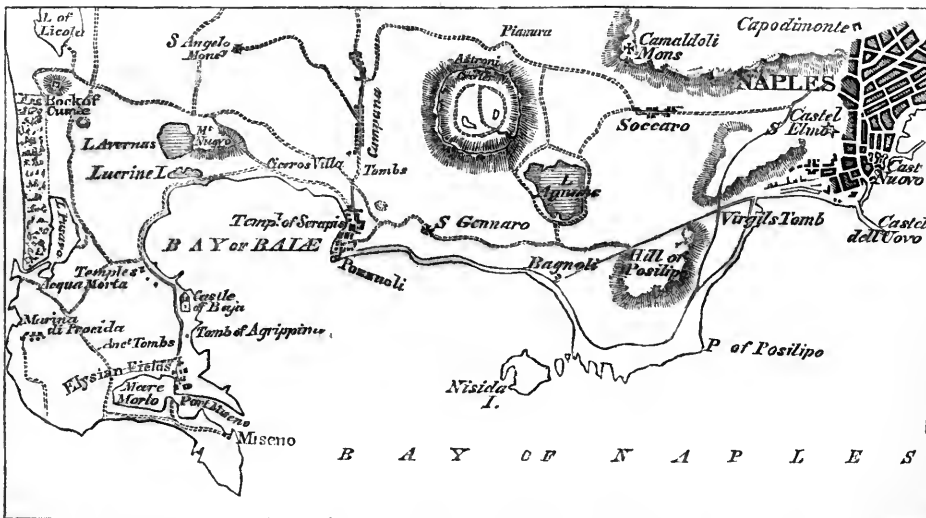 L of
Licola
S Angelo
Mons
Pianura
Camaldoli
Mons
Capodimonte
NAPLES
Astroni
Rock of
Cumæ
L Avernas
Mt
Nuovo
Lucrine L
Ciceros Villa
Campana
Tombs
Soccaro
Castel
S Elmo
Cast
Nuovo
Castel
dell Uovo
L
Agnano
Templ. of Serapis
S Gennaro
Virgils Tomb
BAY OF BAIÆ
Pozzuoli
Bagnoli
Hill of
Posilipo
L Fusaro
Temples
Acqua Morta
Castle
of Baja
Marina
di Procida
Anct. Tombs
Tomb of Agrippina
P of Posilipo
Elysian Fields
Mare
Morto
Port Miseno
Nisida
I.
Miseno
BAY OF NAPLES